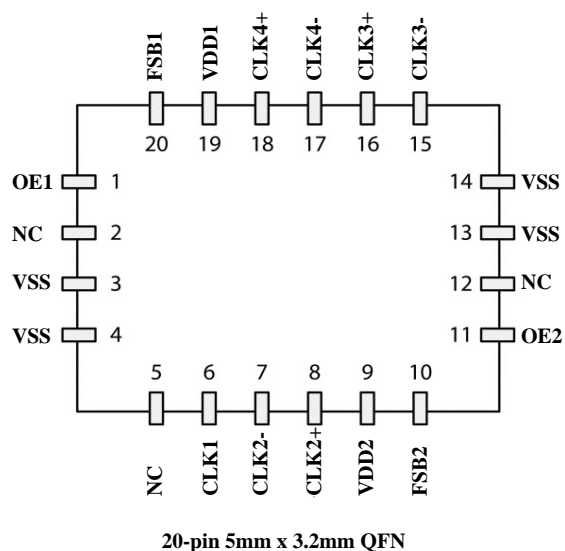 FSB1 VDD1 CLK4+ CLK4- CLK3+ CLK3-
20 19 18 17 16 15
OE1 1 14 VSS
NC 2 13 VSS
VSS 3 12 NC
VSS 4 11 OE2
5 6 7 8 9 10
NC CLK1 CLK2- CLK2+ VDD2 FSB2
20-pin 5mm x 3.2mm QFN